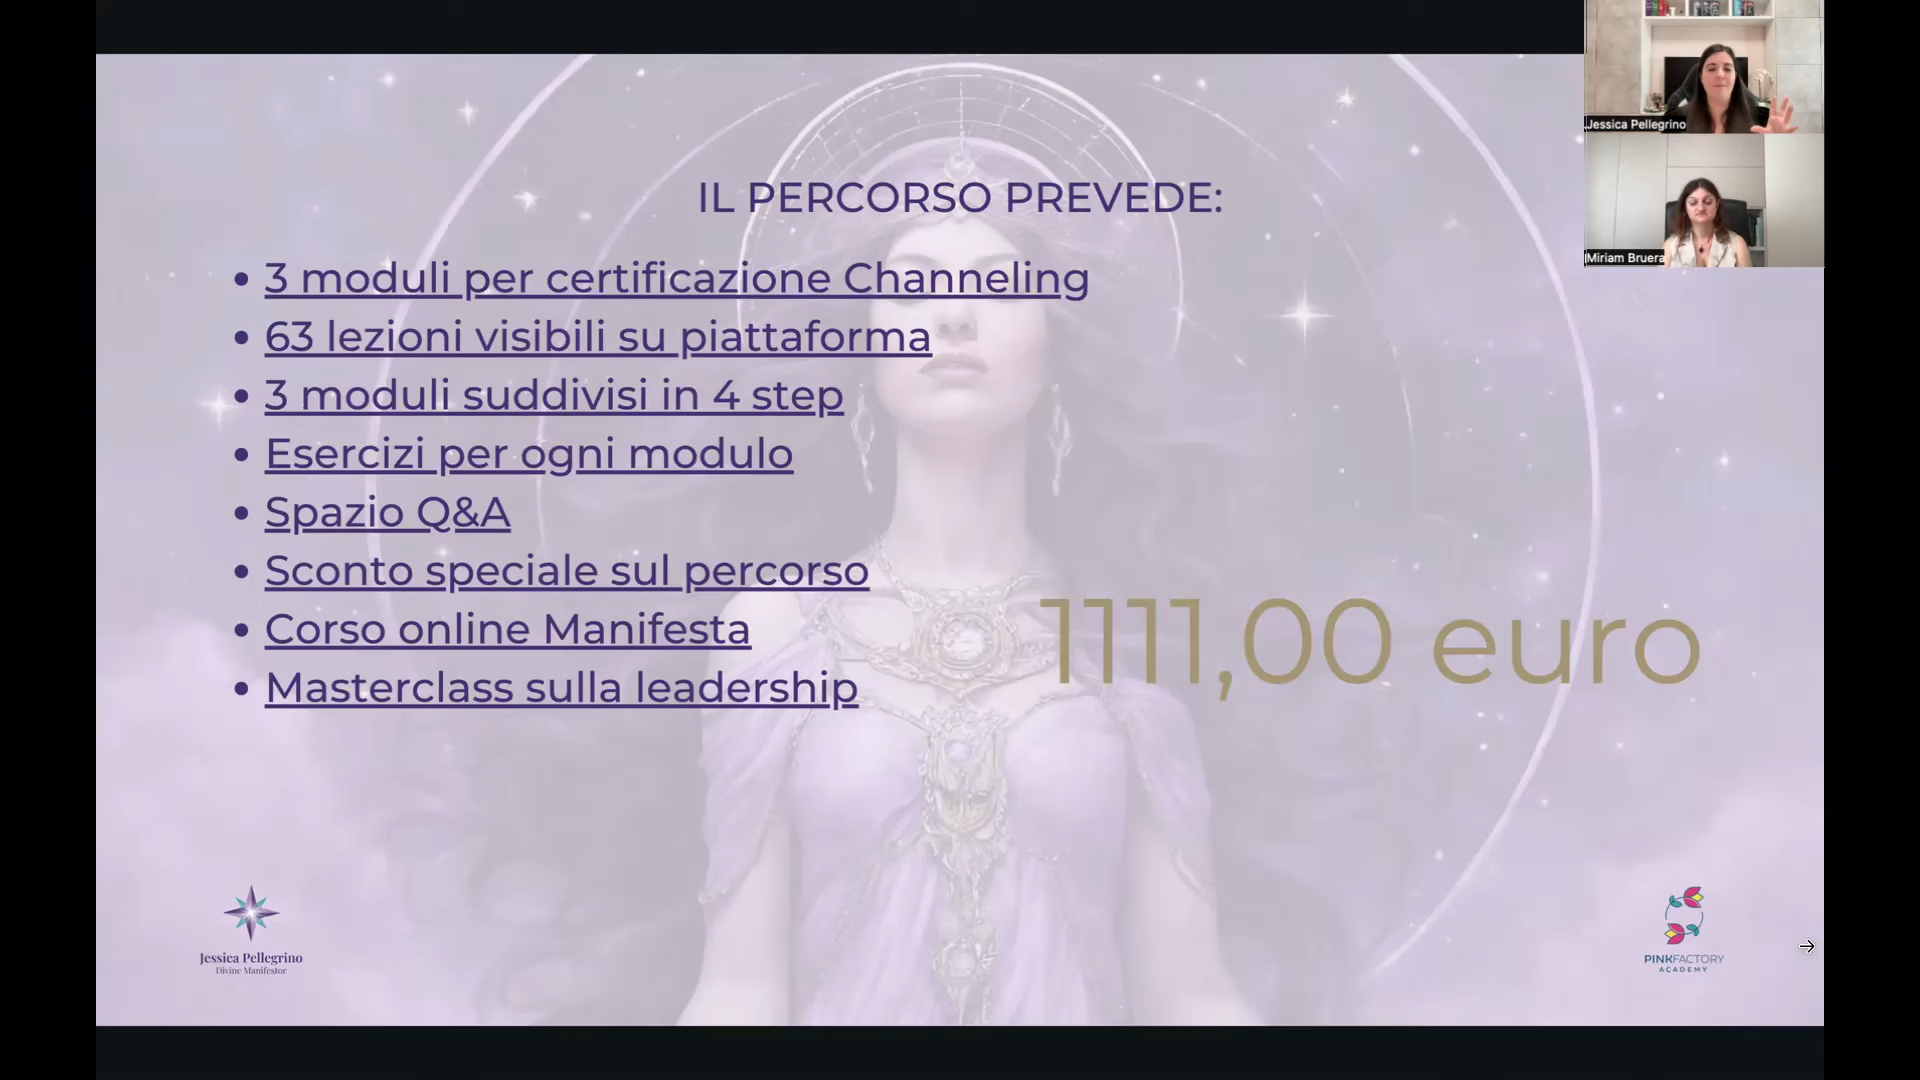 Jessica Pellegrino
Miriam Bruera
IL PERCORSO PREVEDE:
• 3 moduli per certificazione Channeling
• 63 lezioni visibili su piattaforma
• 3 moduli suddivisi in 4 step
• Esercizi per ogni modulo
• Spazio Q&A
• Sconto speciale sul percorso
• Corso online Manifesta
• Masterclass sulla leadership
1111,00 euro
Jessica Pellegrino
Divine Manifestor
PINKFACTORY
ACADEMY